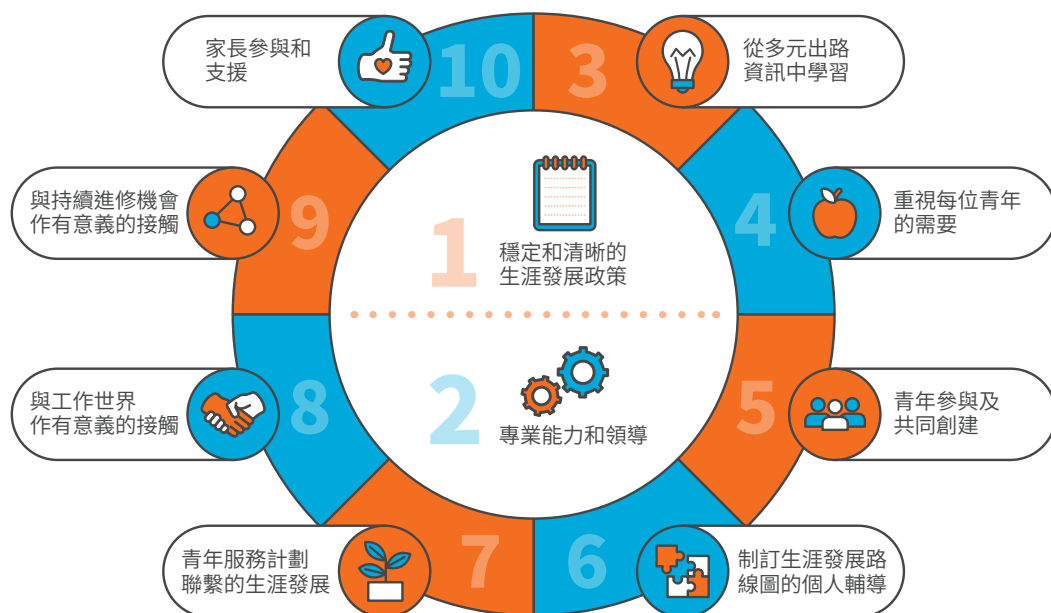 1
穩定和清晰的
生涯發展政策
2
專業能力和領導
3
從多元出路
資訊中學習
4
重視每位青年
的需要
5
青年參與及
共同創建
6
制訂生涯發展路
線圖的個人輔導
7
青年服務計劃
聯繫的生涯發展
8
與工作世界
作有意義的接觸
9
與持續進修機會
作有意義的接觸
10
家長參與和
支援